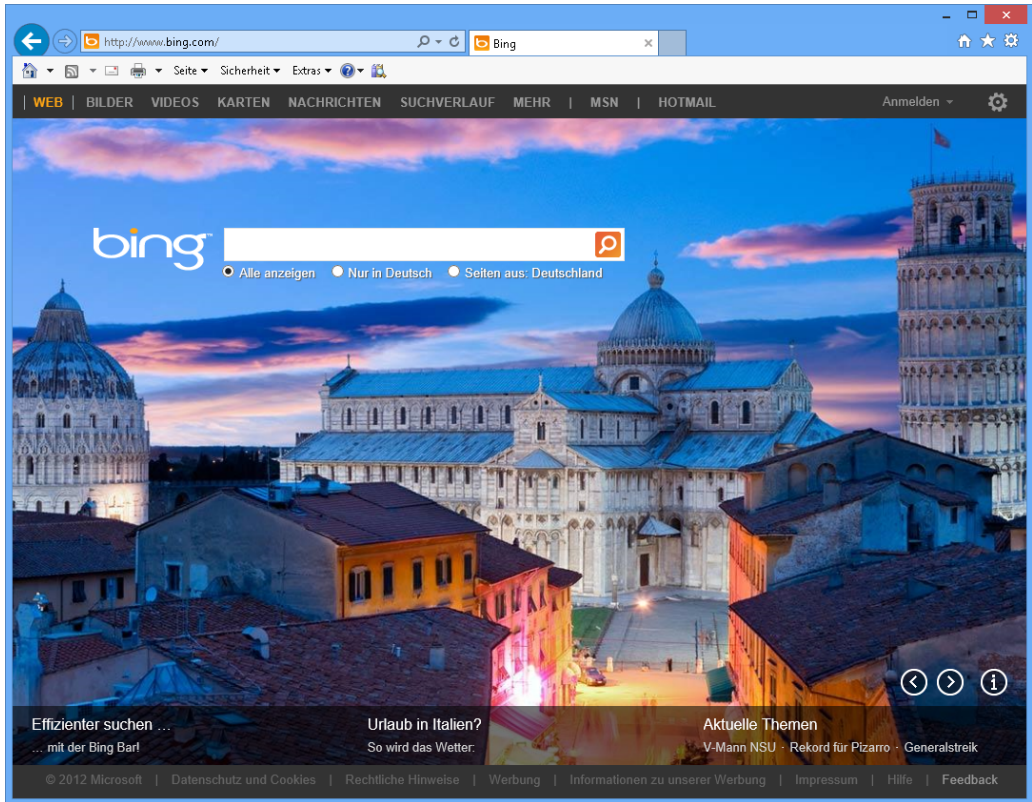 http://www.bing.com/
Bing
Seite Sicherheit Extras
WEB | BILDER VIDEOS KARTEN NACHRICHTEN SUCHVERLAUF MEHR | MSN | HOTMAIL Anmelden
bing
Alle anzeigen Nur in Deutsch Seiten aus: Deutschland
Effizienter suchen ... Urlaub in Italien? Aktuelle Themen
... mit der Bing Bar! So wird das Wetter: V-Mann NSU · Rekord für Pizarro · Generalstreik
© 2012 Microsoft | Datenschutz und Cookies | Rechtliche Hinweise | Werbung | Informationen zu unserer Werbung | Impressum | Hilfe | Feedback